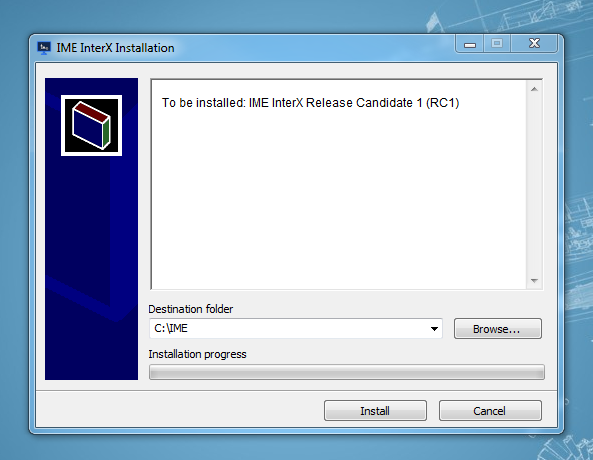 IME InterX Installation
To be installed: IME InterX Release Candidate 1 (RC1)
Destination folder
C:\IME
Browse...
Installation progress
Install
Cancel